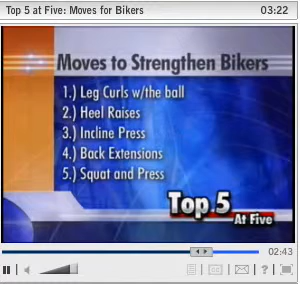 Top 5 at Five: Moves for Bikers 03:22
Moves to Strengthen Bikers
1.) Leg Curls w/the ball
2.) Heel Raises
3.) Incline Press
4.) Back Extensions
5.) Squat and Press
Top 5
At Five
02:43
?